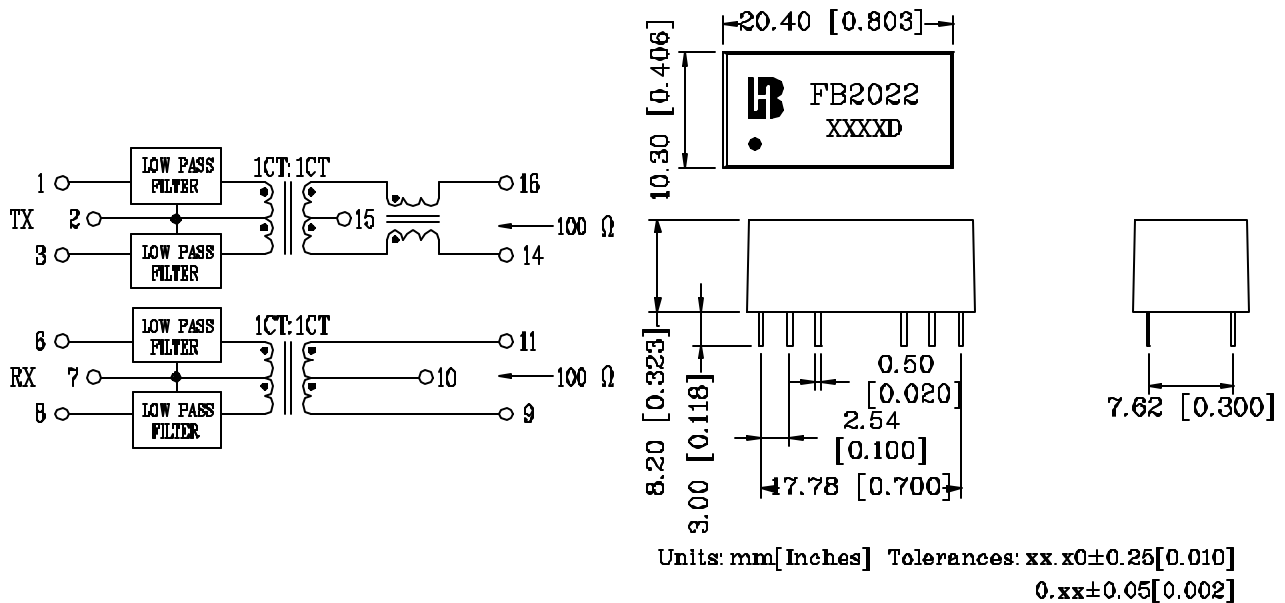 1
TX 2
3
LOW PASS
FILTER
LOW PASS
FILTER
1CT:1CT
15
16
100 Ω
14
6
RX 7
8
LOW PASS
FILTER
LOW PASS
FILTER
1CT:1CT
11
10
100 Ω
9
20.40 [0.803]
10.30 [0.406]
FB2022
XXXXD
8.20 [0.323]
3.00 [0.118]
0.50
[0.020]
2.54
[0.100]
17.78 [0.700]
7.62 [0.300]
Units: mm[Inches] Tolerances: xx.x0±0.25[0.010]
0.xx±0.05[0.002]